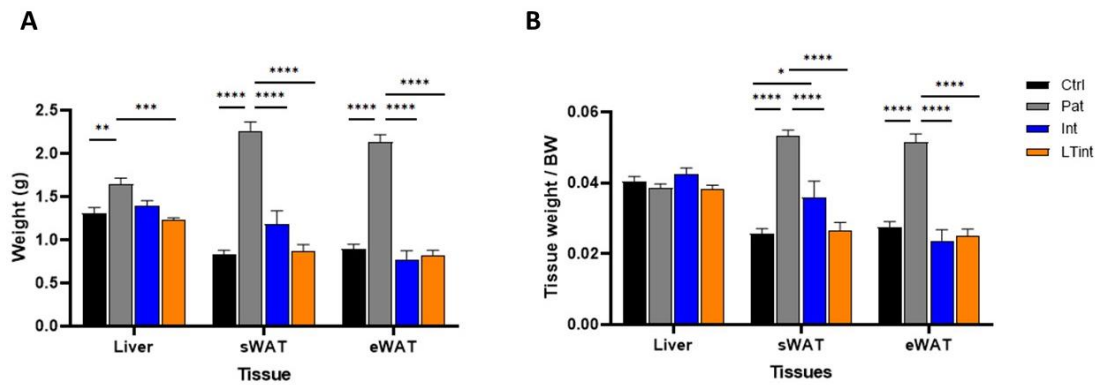 A
B
**
***
****
****
****
****
****
****
Weight (g)
2.5
2.0
1.5
1.0
0.5
0.0
Liver
sWAT
eWAT
Tissue
*
****
****
****
****
****
****
Tissue weight / BW
0.06
0.04
0.02
0.00
Liver
sWAT
eWAT
Tissues
Ctrl
Pat
Int
LTint